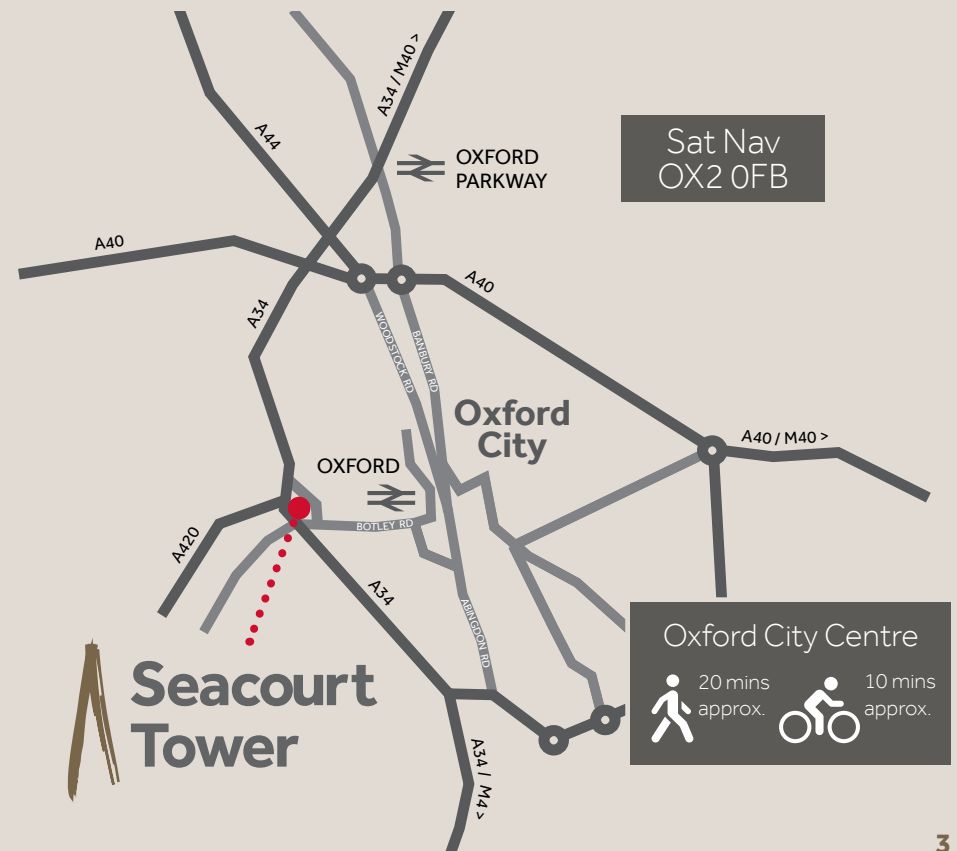 A34 / M40 >
A44
OXFORD
PARKWAY
Sat Nav
OX2 0FB
A40
A40
A34
WOODSTOCK RD
BANBURY RD
Oxford
City
A40 / M40 >
OXFORD
BOTLEY RD
A420
A34
ABINGDON RD
Seacourt
Tower
Oxford City Centre
20 mins
approx.
10 mins
approx.
A34 / M4 >
3